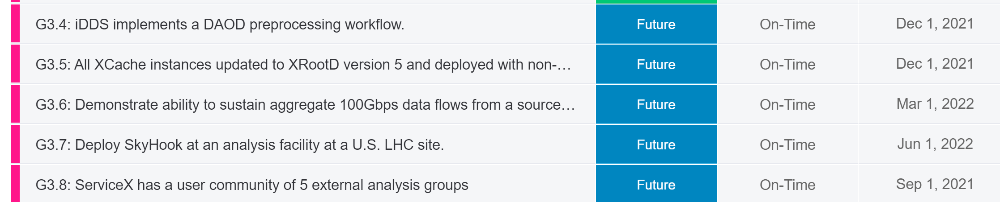 G3.4: iDDS implements a DAOD preprocessing workflow. Future On-Time Dec 1, 2021
G3.5: All XCache instances updated to XRootD version 5 and deployed with non-… Future On-Time Dec 1, 2021
G3.6: Demonstrate ability to sustain aggregate 100Gbps data flows from a source… Future On-Time Mar 1, 2022
G3.7: Deploy SkyHook at an analysis facility at a U.S. LHC site. Future On-Time Jun 1, 2022
G3.8: ServiceX has a user community of 5 external analysis groups Future On-Time Sep 1, 2021